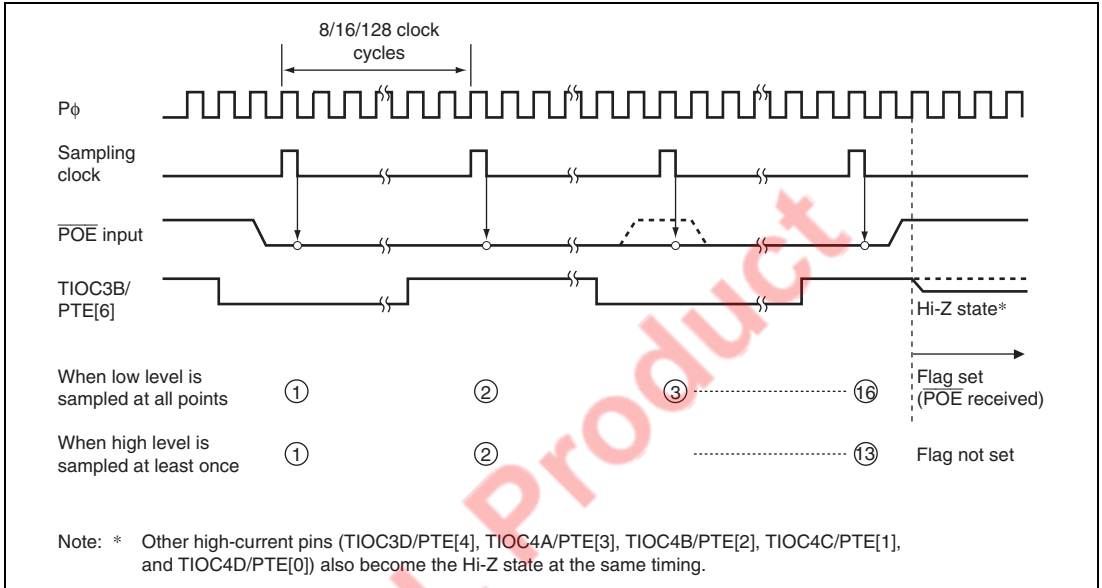 8/16/128 clock
cycles
Pϕ
Sampling
clock
POE input
TIOC3B/
PTE[6]
Hi-Z state*
When low level is
sampled at all points
① ② ③ ⑯
Flag set
(POE received)
When high level is
sampled at least once
① ② ⑬ Flag not set
Note: * Other high-current pins (TIOC3D/PTE[4], TIOC4A/PTE[3], TIOC4B/PTE[2], TIOC4C/PTE[1],
and TIOC4D/PTE[0]) also become the Hi-Z state at the same timing.
Product